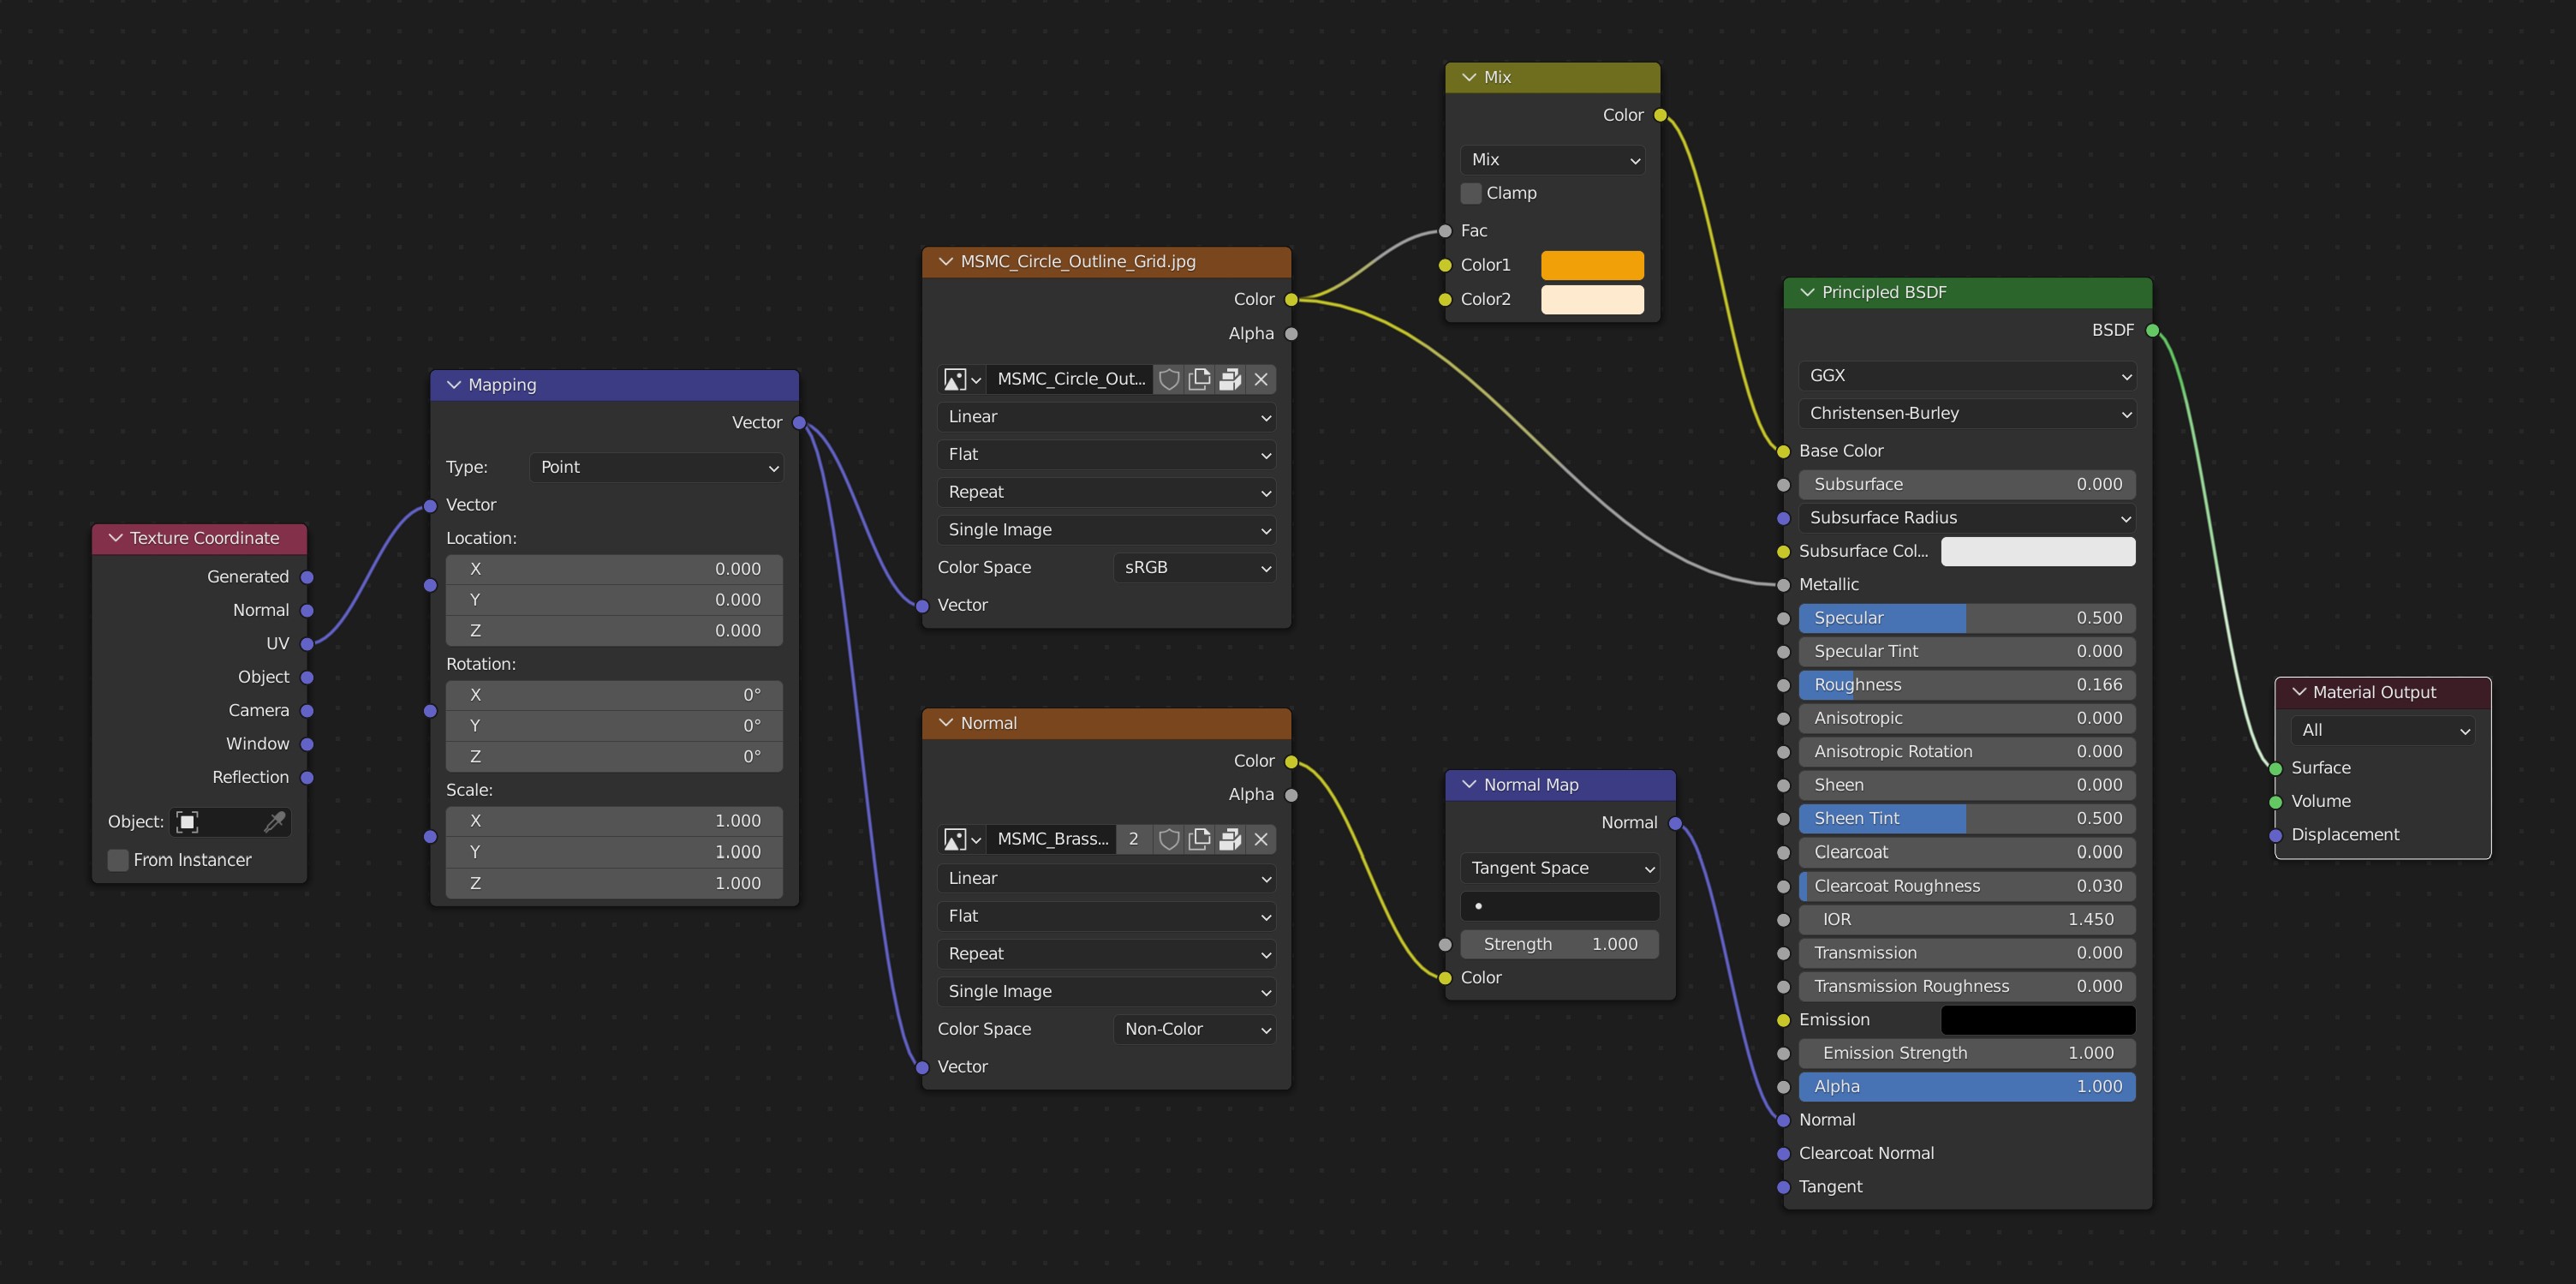 Texture Coordinate
Generated
Normal
UV
Object
Camera
Window
Reflection
Object:
From Instancer
Mapping
Vector
Type: Point
Vector
Location:
X 0.000
Y 0.000
Z 0.000
Rotation:
X 0°
Y 0°
Z 0°
Scale:
X 1.000
Y 1.000
Z 1.000
MSMC_Circle_Outline_Grid.jpg
Color
Alpha
MSMC_Circle_Out...
Linear
Flat
Repeat
Single Image
Color Space sRGB
Vector
Normal
Color
Alpha
MSMC_Brass... 2
Linear
Flat
Repeat
Single Image
Color Space Non-Color
Vector
Mix
Color
Mix
Clamp
Fac
Color1
Color2
Normal Map
Normal
Tangent Space
Strength 1.000
Color
Principled BSDF
BSDF
GGX
Christensen-Burley
Base Color
Subsurface 0.000
Subsurface Radius
Subsurface Col...
Metallic
Specular 0.500
Specular Tint 0.000
Roughness 0.166
Anisotropic 0.000
Anisotropic Rotation 0.000
Sheen 0.000
Sheen Tint 0.500
Clearcoat 0.000
Clearcoat Roughness 0.030
IOR 1.450
Transmission 0.000
Transmission Roughness 0.000
Emission
Emission Strength 1.000
Alpha 1.000
Normal
Clearcoat Normal
Tangent
Material Output
All
Surface
Volume
Displacement